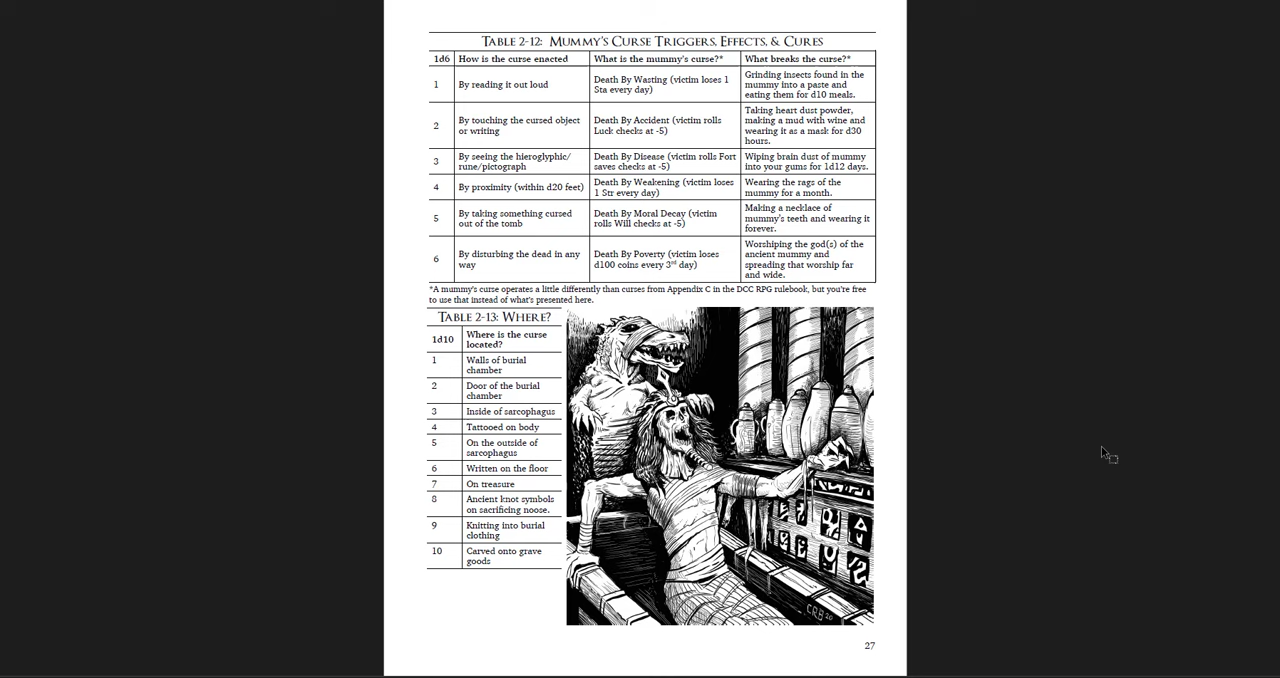 TABLE 2-12: MUMMY'S CURSE TRIGGERS, EFFECTS, & CURES
1d6 How is the curse enacted What is the mummy's curse?* What breaks the curse?*
1 By reading it out loud Death By Wasting (victim loses 1 Sta every day) Grinding insects found in the mummy into a paste and eating them for d10 meals.
2 By touching the cursed object or writing Death By Accident (victim rolls Luck checks at -5) Taking heart dust powder, making a mud with wine and wearing it as a mask for d30 hours.
3 By seeing the hieroglyphic/rune/pictograph Death By Disease (victim rolls Fort saves checks at -5) Wiping brain dust of mummy into your gums for 1d12 days.
4 By proximity (within d20 feet) Death By Weakening (victim loses 1 Str every day) Wearing the rags of the mummy for a month.
5 By taking something cursed out of the tomb Death By Moral Decay (victim rolls Will checks at -5) Making a necklace of mummy's teeth and wearing it forever.
6 By disturbing the dead in any way Death By Poverty (victim loses d100 coins every 3rd day) Worshiping the god(s) of the ancient mummy and spreading that worship far and wide.
*A mummy's curse operates a little differently than curses from Appendix C in the DCC RPG rulebook, but you're free
to use that instead of what's presented here.
TABLE 2-13: WHERE?
1d10 Where is the curse located?
1 Walls of burial chamber
2 Door of the burial chamber
3 Inside of sarcophagus
4 Tattooed on body
5 On the outside of sarcophagus
6 Written on the floor
7 On treasure
8 Ancient knot symbols on sacrificing noose.
9 Knitting into burial clothing
10 Carved onto grave goods
CRB 20
27